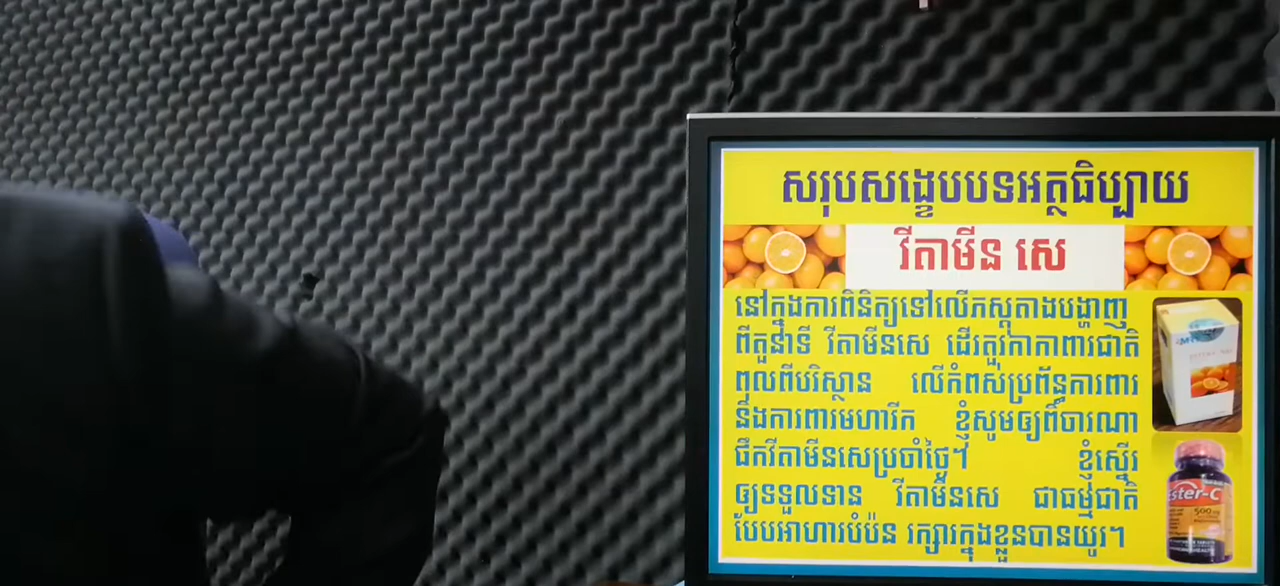 សរុបសង្ខេបបទអត្ថធិប្បាយ
វីតាមីន សេ
នៅក្នុងការពិនិត្យទៅលើភស្តុតាងបង្ហាញ
ពីតួនាទី វីតាមីនសេ ដើរតួរកាកាពារជាតិ
ពុលពីបរិស្ថាន លើកំពស់ប្រព័ន្ធការពារ
និងការពារមហារីក ខ្ញុំសូមឲ្យពិចារណា
ផឹកវីតាមីនសេប្រចាំថ្ងៃ។ ខ្ញុំស្នើរ
ឲ្យទទួលទាន វីតាមីនសេ ជាធម្មជាតិ
បែបអាហារបំប៉ន រក្សារក្នុងខ្លួនបានយូរ។
Ester-C
500